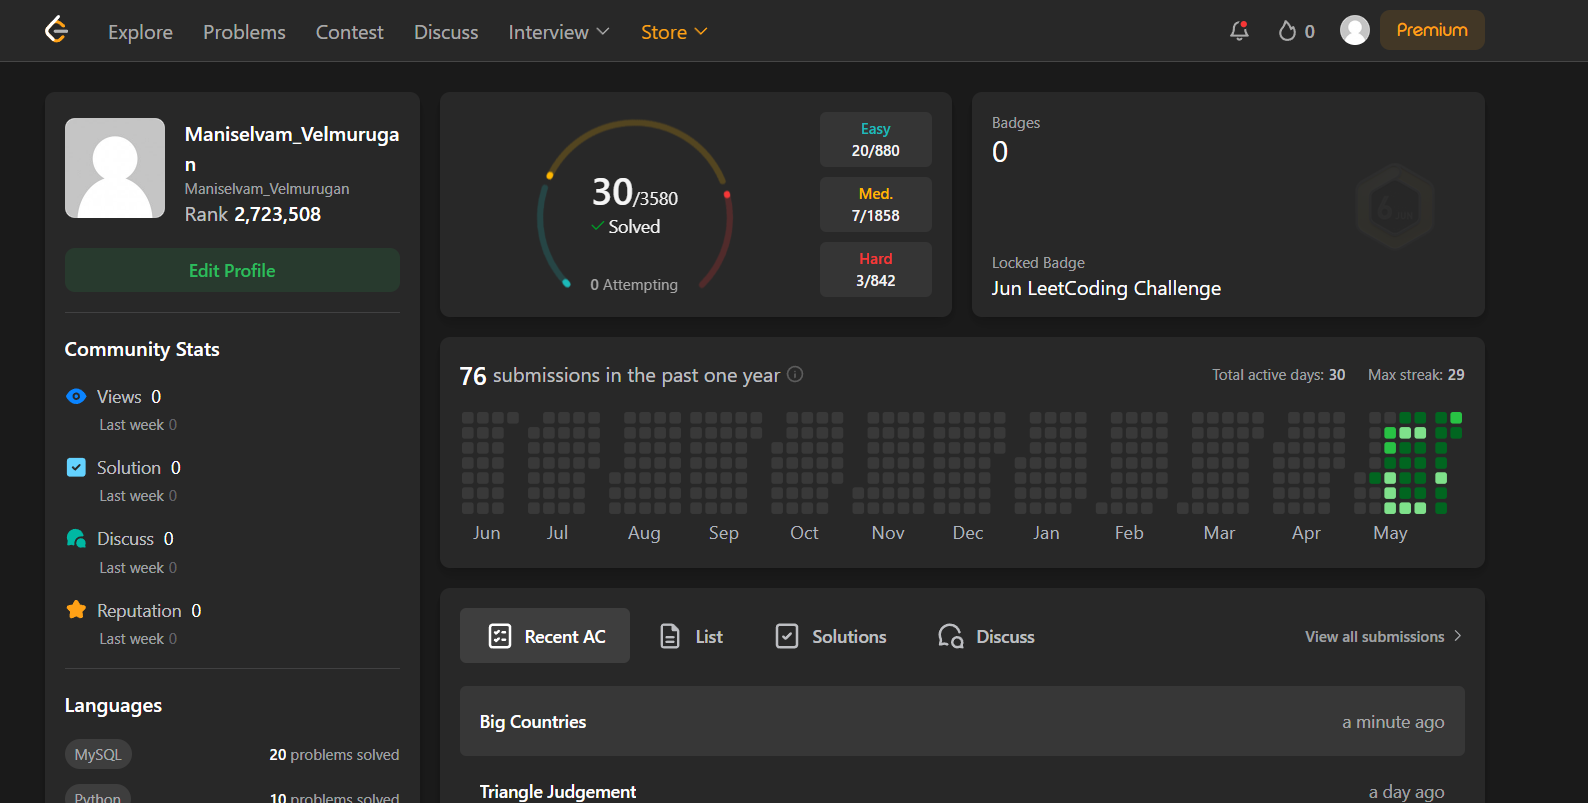 Explore Problems Contest Discuss Interview Store 0 Premium
Maniselvam_Velmuruga
n
Maniselvam_Velmurugan
Rank 2,723,508
Edit Profile
Community Stats
Views 0
Last week 0
Solution 0
Last week 0
Discuss 0
Last week 0
Reputation 0
Last week 0
Languages
MySQL 20 problems solved
Python 10 problems solved
30/3580
Solved
0 Attempting
Easy
20/880
Med.
7/1858
Hard
3/842
Badges
0
Locked Badge
Jun LeetCoding Challenge
76 submissions in the past one year Total active days: 30 Max streak: 29
Jun Jul Aug Sep Oct Nov Dec Jan Feb Mar Apr May
Recent AC List Solutions Discuss View all submissions
Big Countries a minute ago
Triangle Judgement a day ago